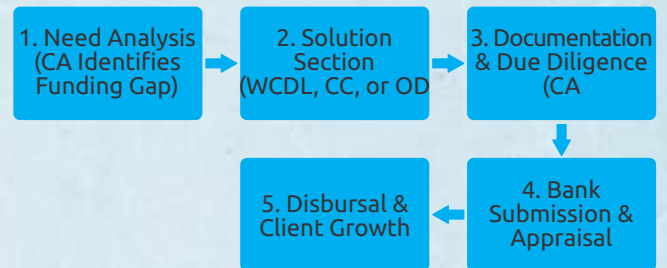 1. Need Analysis
(CA Identifies
Funding Gap)
2. Solution
Section
(WCDL, CC, or OD
3. Documentation
& Due Diligence
(CA
4. Bank
Submission &
Appraisal
5. Disbursal &
Client Growth